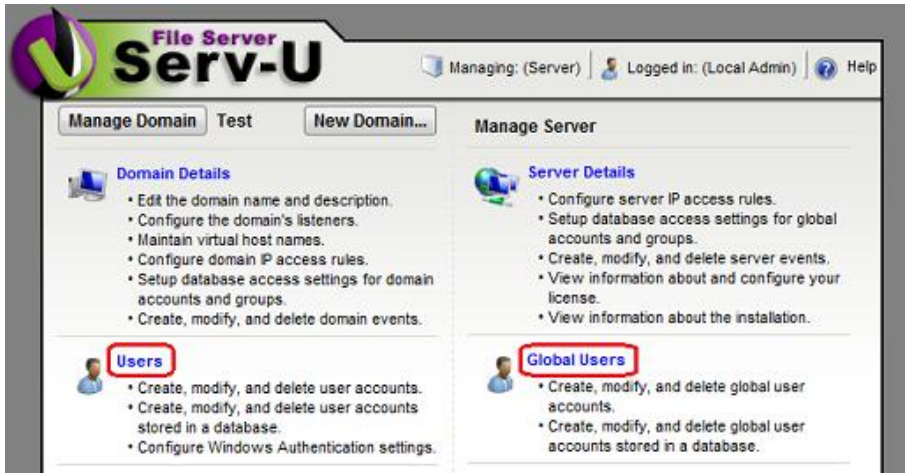 File Server
Serv-U
Managing: (Server)
Logged in: (Local Admin)
Help
Manage Domain
Test
New Domain...
Domain Details
• Edit the domain name and description.
• Configure the domain's listeners.
• Maintain virtual host names.
• Configure domain IP access rules.
• Setup database access settings for domain
accounts and groups.
• Create, modify, and delete domain events.
Users
• Create, modify, and delete user accounts.
• Create, modify, and delete user accounts
stored in a database.
• Configure Windows Authentication settings.
Manage Server
Server Details
• Configure server IP access rules.
• Setup database access settings for global
accounts and groups.
• Create, modify, and delete server events.
• View information about and configure your
license.
• View information about the installation.
Global Users
• Create, modify, and delete global user
accounts.
• Create, modify, and delete global user
accounts stored in a database.